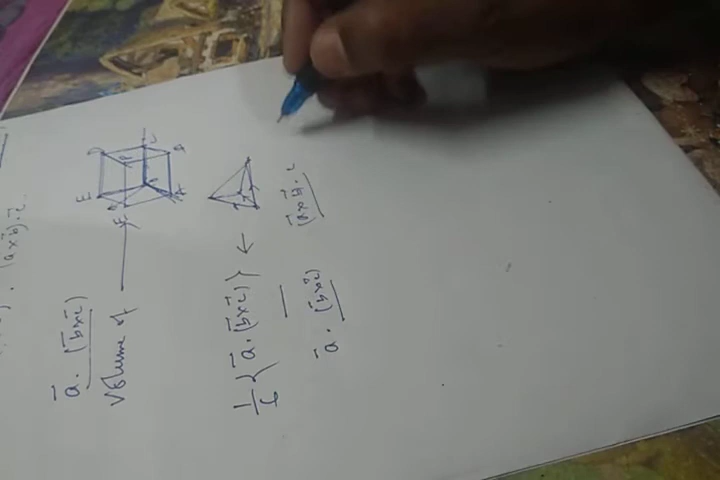 (a⃗×b⃗)·c⃗
a⃗·(b⃗×c⃗)
Volume of
D C B
E A
F
1/6 {a⃗·(b⃗×c⃗)} ←
a⃗·(b⃗×c⃗) (a⃗×b⃗)·c⃗